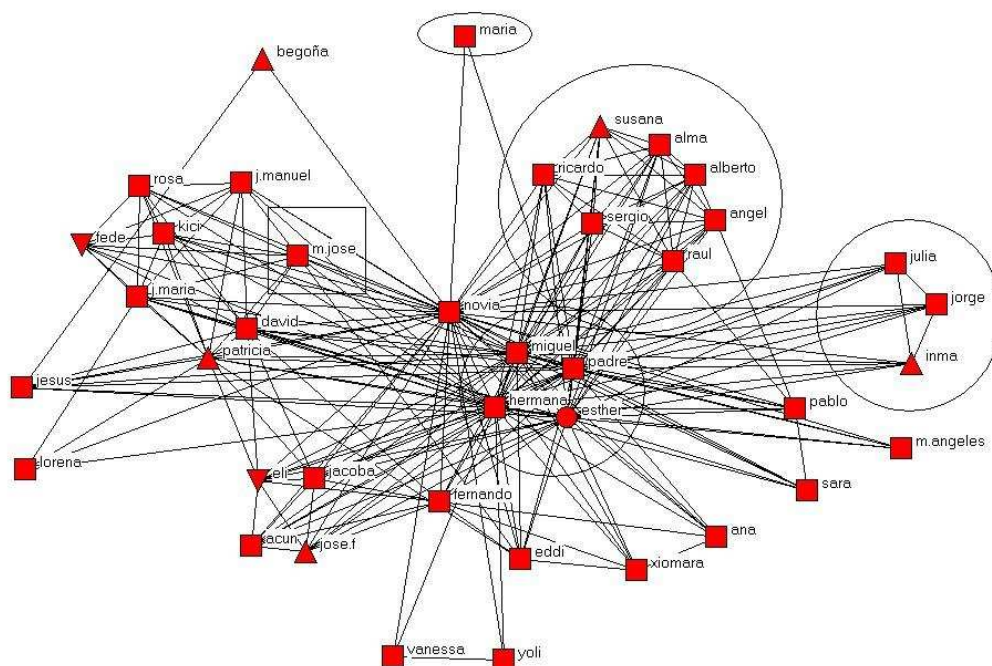 maria
begoña
susana
alma
ricardo
alberto
rosa
j.manuel
angel
sergio
kici
fede
m.jose
raul
julia
j.maria
jorge
novia
david
patricia
miguel
padre
inma
jesus
hermana
esther
pablo
m.angeles
lorena
eli
jacoba
fernando
sara
ana
acun
jose.f
eddi
xiomara
vanessa
yoli